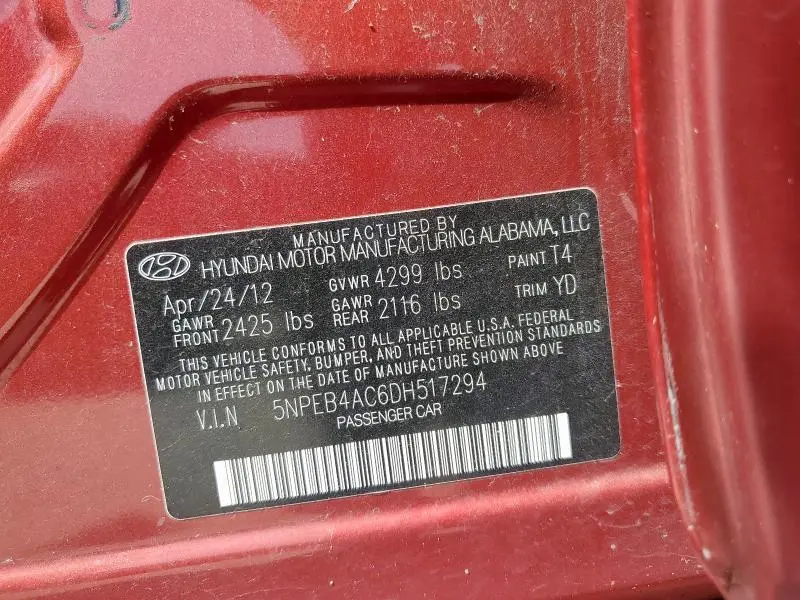 MANUFACTURED BY
HYUNDAI MOTOR MANUFACTURING ALABAMA, LLC
Apr/24/12 GVWR 4299 lbs PAINT T4
GAWR FRONT 2425 lbs GAWR REAR 2116 lbs TRIM YD
THIS VEHICLE CONFORMS TO ALL APPLICABLE U.S.A. FEDERAL
MOTOR VEHICLE SAFETY, BUMPER, AND THEFT PREVENTION STANDARDS
IN EFFECT ON THE DATE OF MANUFACTURE SHOWN ABOVE
V.I.N 5NPEB4AC6DH517294
PASSENGER CAR